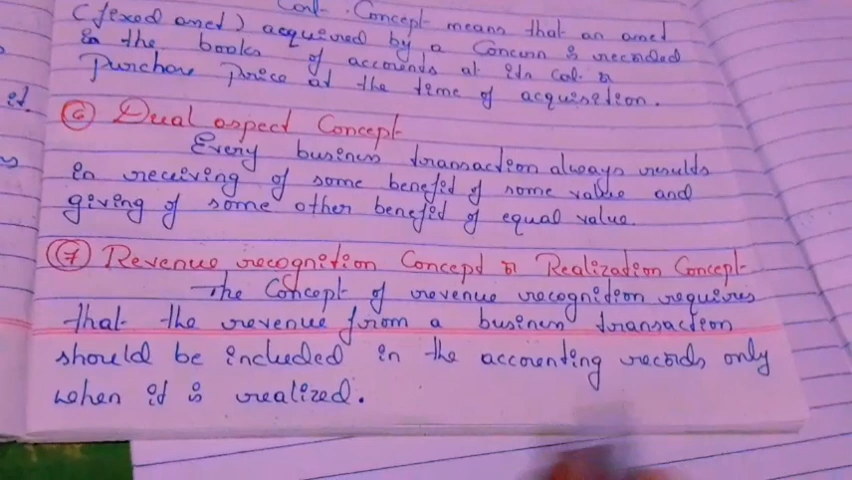 Cost Concept means that an asset
(fixed asset) acquired by a Concern is recorded
in the books of accounts at its cost or
Purchase Price at the time of acquisition.
it.
⑥ Dual aspect Concept
Every business transaction always results
in receiving of some benefit of some value and
giving of some other benefit of equal value.
⑦ Revenue recognition Concept or Realization Concept
The Concept of revenue recognition requires
that the revenue from a business transaction
should be included in the accounting records only
when it is realized.